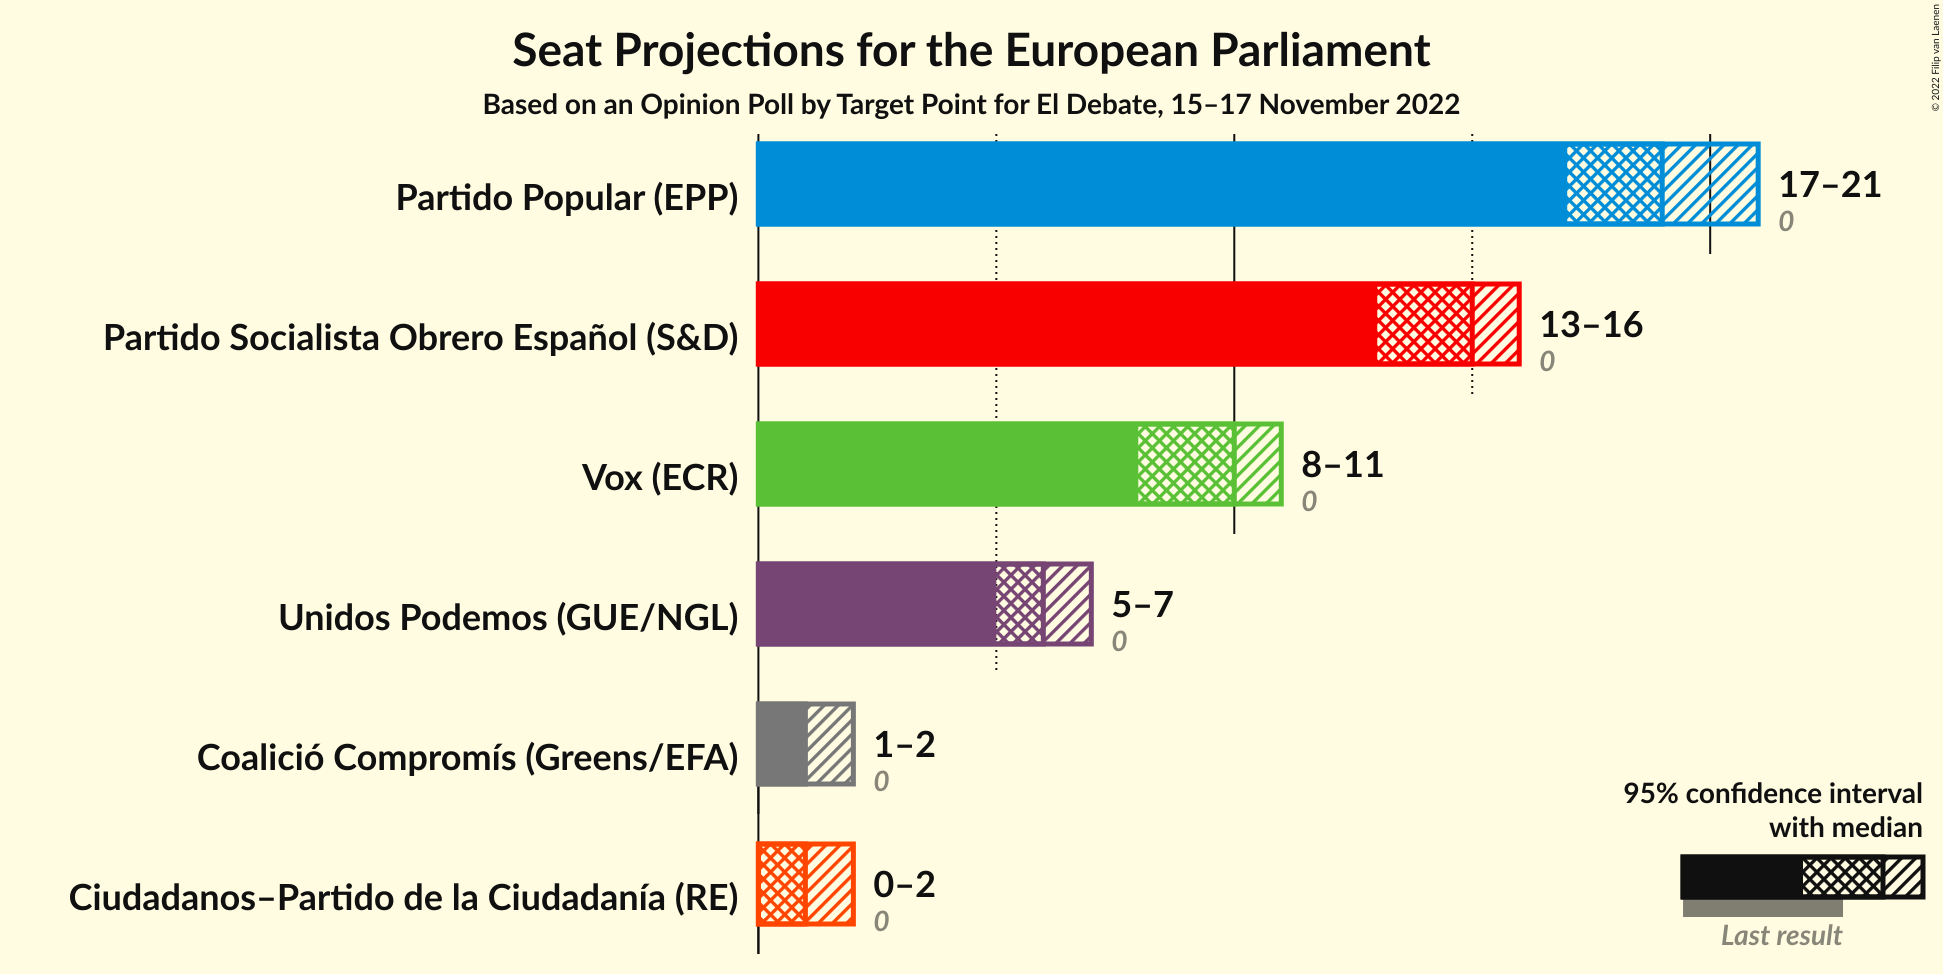 Seat Projections for the European Parliament
Based on an Opinion Poll by Target Point for El Debate, 15–17 November 2022
© 2022 Filip van Laenen
Partido Popular (EPP)
17–21
0
Partido Socialista Obrero Español (S&D)
13–16
0
Vox (ECR)
8–11
0
Unidos Podemos (GUE/NGL)
5–7
0
Coalició Compromís (Greens/EFA)
1–2
0
Ciudadanos–Partido de la Ciudadanía (RE)
0–2
0
95% confidence interval
with median
Last result